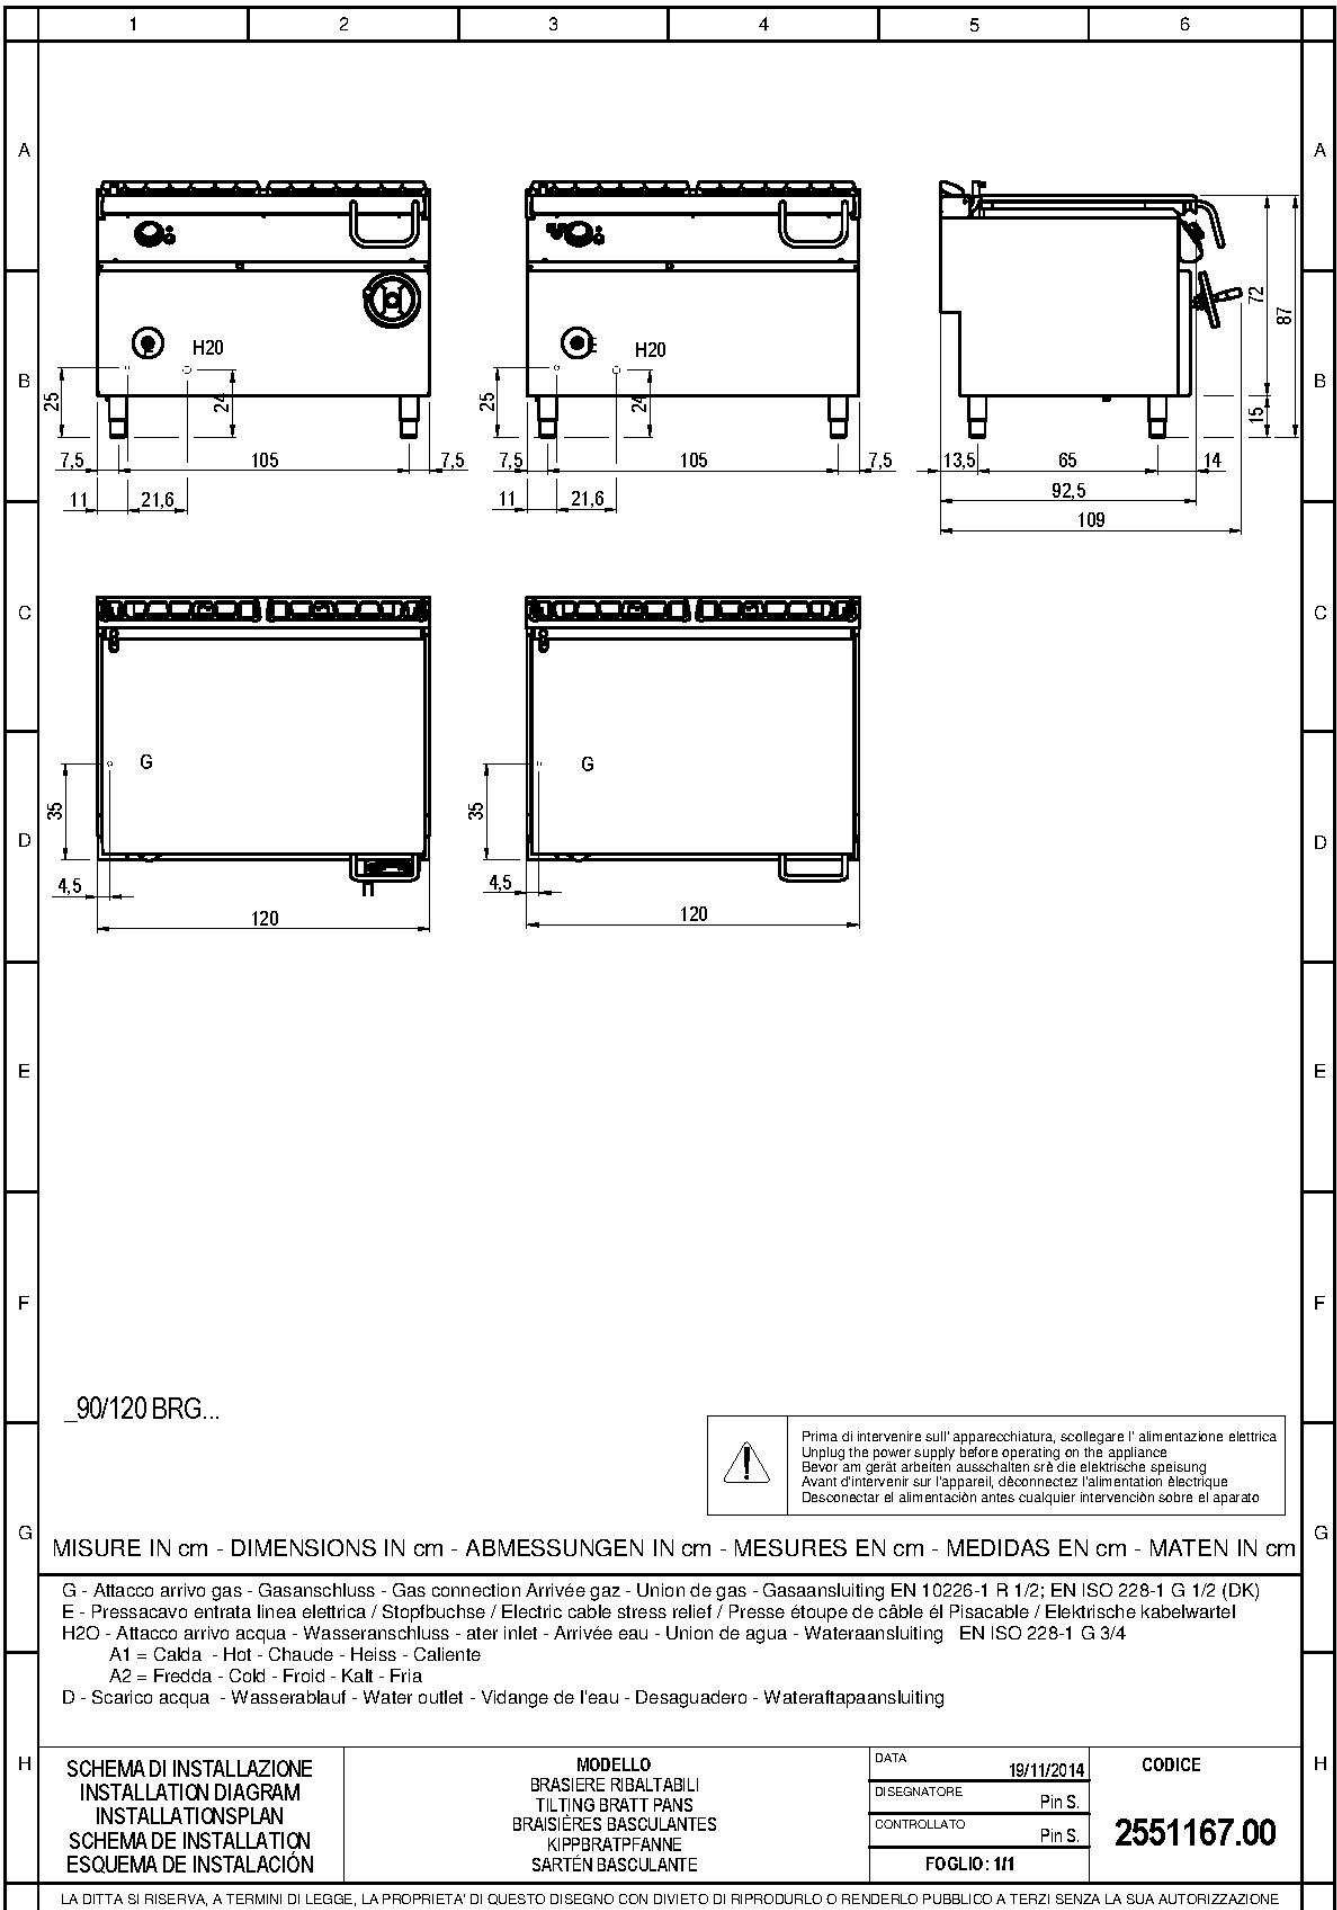 1 2 3 4 5 6
A A
H20 H20
72
87
B B
25 24 25 24 15
7,5 105 7,5 7,5 105 7,5 13,5 65 14
11 21,6 11 21,6 92,5
109
C C
G G
35 35
D D
4,5 4,5
120 120
E E
F F
_90/120 BRG...
Prima di intervenire sull' apparecchiatura, scollegare l' alimentazione elettrica
Unplug the power supply before operating on the appliance
Bevor am gerät arbeiten ausschalten srè die elektrische speisung
Avant d'intervenir sur l'appareil, dèconnectez l'alimentation èlectrique
Desconectar el alimentaciòn antes cualquier intervenciòn sobre el aparato
G G
MISURE IN cm - DIMENSIONS IN cm - ABMESSUNGEN IN cm - MESURES EN cm - MEDIDAS EN cm - MATEN IN cm
G - Attacco arrivo gas - Gasanschluss - Gas connection Arrivée gaz - Union de gas - Gasaansluiting EN 10226-1 R 1/2; EN ISO 228-1 G 1/2 (DK)
E - Pressacavo entrata linea elettrica / Stopfbuchse / Electric cable stress relief / Presse étoupe de câble él Pisacable / Elektrische kabelwartel
H2O - Attacco arrivo acqua - Wasseranschluss - ater inlet - Arrivée eau - Union de agua - Wateraansluiting EN ISO 228-1 G 3/4
A1 = Calda - Hot - Chaude - Heiss - Caliente
A2 = Fredda - Cold - Froid - Kalt - Fria
D - Scarico acqua - Wasserablauf - Water outlet - Vidange de l'eau - Desaguadero - Wateraftapaansluiting
H H
SCHEMA DI INSTALLAZIONE
INSTALLATION DIAGRAM
INSTALLATIONSPLAN
SCHEMA DE INSTALLATION
ESQUEMA DE INSTALACIÓN
MODELLO
BRASIERE RIBALTABILI
TILTING BRATT PANS
BRAISIÈRES BASCULANTES
KIPPBRATPFANNE
SARTÉN BASCULANTE
DATA 19/11/2014
DISEGNATORE Pin S.
CONTROLLATO Pin S.
FOGLIO: 1/1
CODICE
2551167.00
LA DITTA SI RISERVA, A TERMINI DI LEGGE, LA PROPRIETA' DI QUESTO DISEGNO CON DIVIETO DI RIPRODURLO O RENDERLO PUBBLICO A TERZI SENZA LA SUA AUTORIZZAZIONE